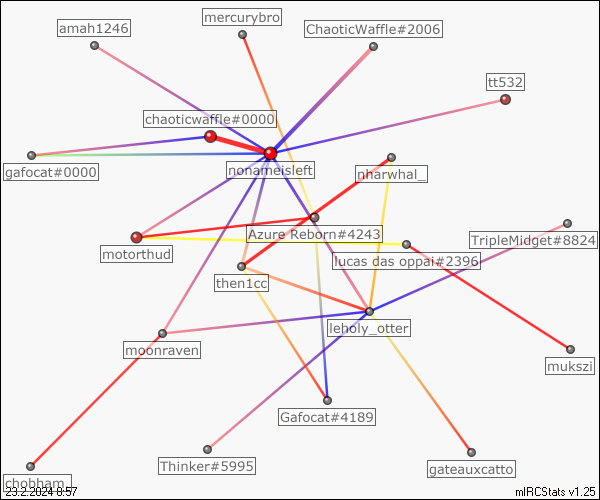 mercurybro
amah1246
ChaoticWaffle#2006
tt532
chaoticwaffle#0000
gafocat#0000
nonameisleft
nharwhal_
Azure Reborn#4243
TripleMidget#8824
motorthud
lucas das oppai#2396
then1cc
leholy_otter
moonraven
mukszi
Gafocat#4189
Thinker#5995
gateauxcatto
chobham_
23.2.2024 8:57
mIRCStats v1.25